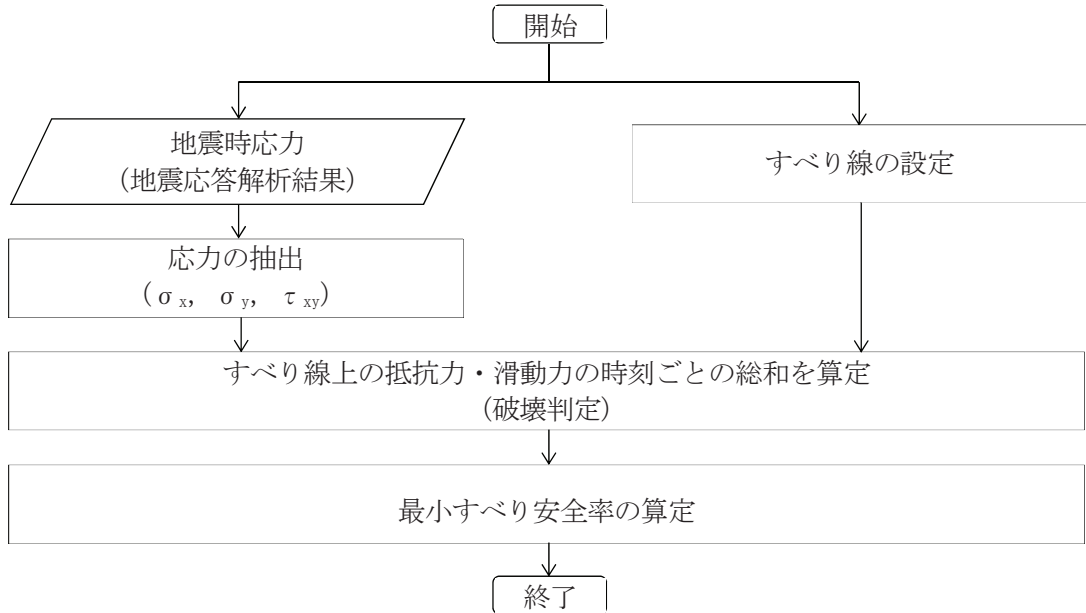 開始
地震時応力
(地震応答解析結果)
すべり線の設定
応力の抽出
(σx, σy, τxy)
すべり線上の抵抗力・滑動力の時刻ごとの総和を算定
(破壊判定)
最小すべり安全率の算定
終了